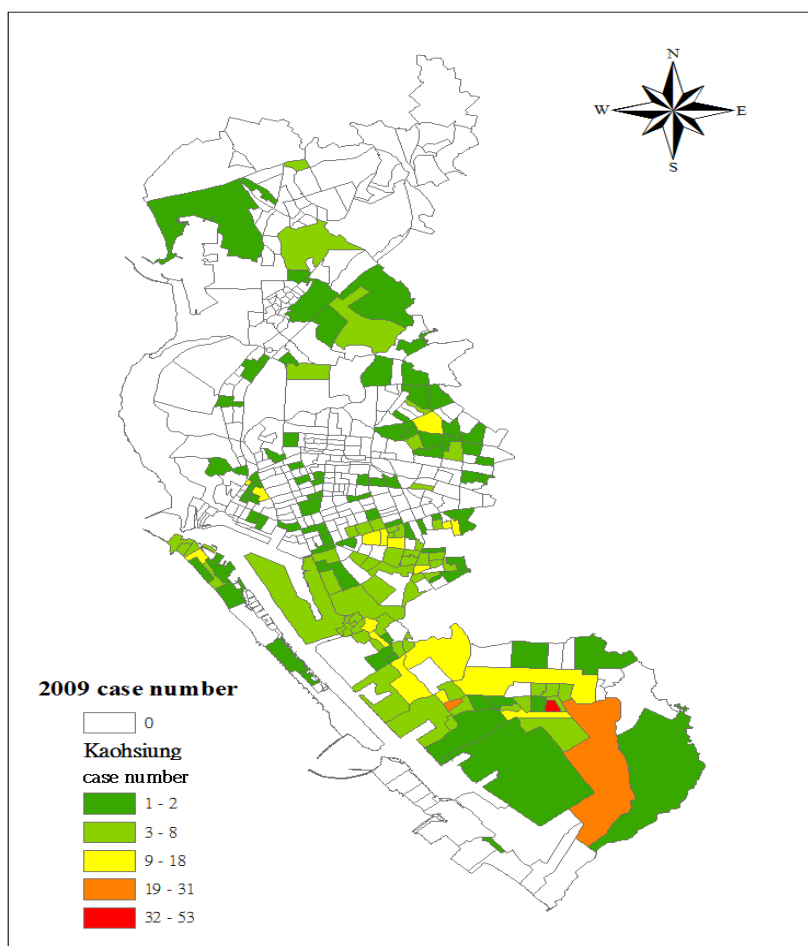 N
W E
S
2009 case number
0
Kaohsiung
case number
1 - 2
3 - 8
9 - 18
19 - 31
32 - 53